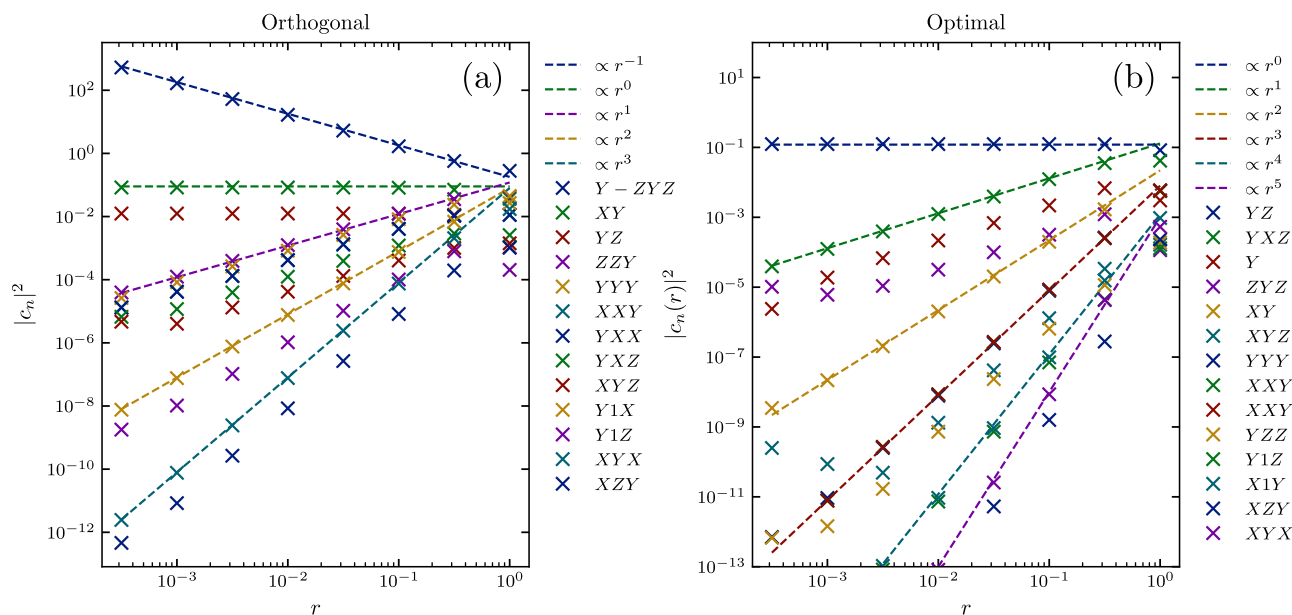 Orthogonal
(a)
|c_n|^2
10^2
10^0
10^{-2}
10^{-4}
10^{-6}
10^{-8}
10^{-10}
10^{-12}
10^{-3}
10^{-2}
10^{-1}
10^0
r
∝ r^{-1}
∝ r^0
∝ r^1
∝ r^2
∝ r^3
Y − ZYZ
XY
YZ
ZZY
YYY
XXY
YXX
YXZ
XYZ
Y1X
Y1Z
XYX
XZY
Optimal
(b)
|c_n(r)|^2
10^1
10^{-1}
10^{-3}
10^{-5}
10^{-7}
10^{-9}
10^{-11}
10^{-13}
10^{-3}
10^{-2}
10^{-1}
10^0
r
∝ r^0
∝ r^1
∝ r^2
∝ r^3
∝ r^4
∝ r^5
YZ
YXZ
Y
ZYZ
XY
XYZ
YYY
XXY
XXY
YZZ
Y1Z
X1Y
XZY
XYX